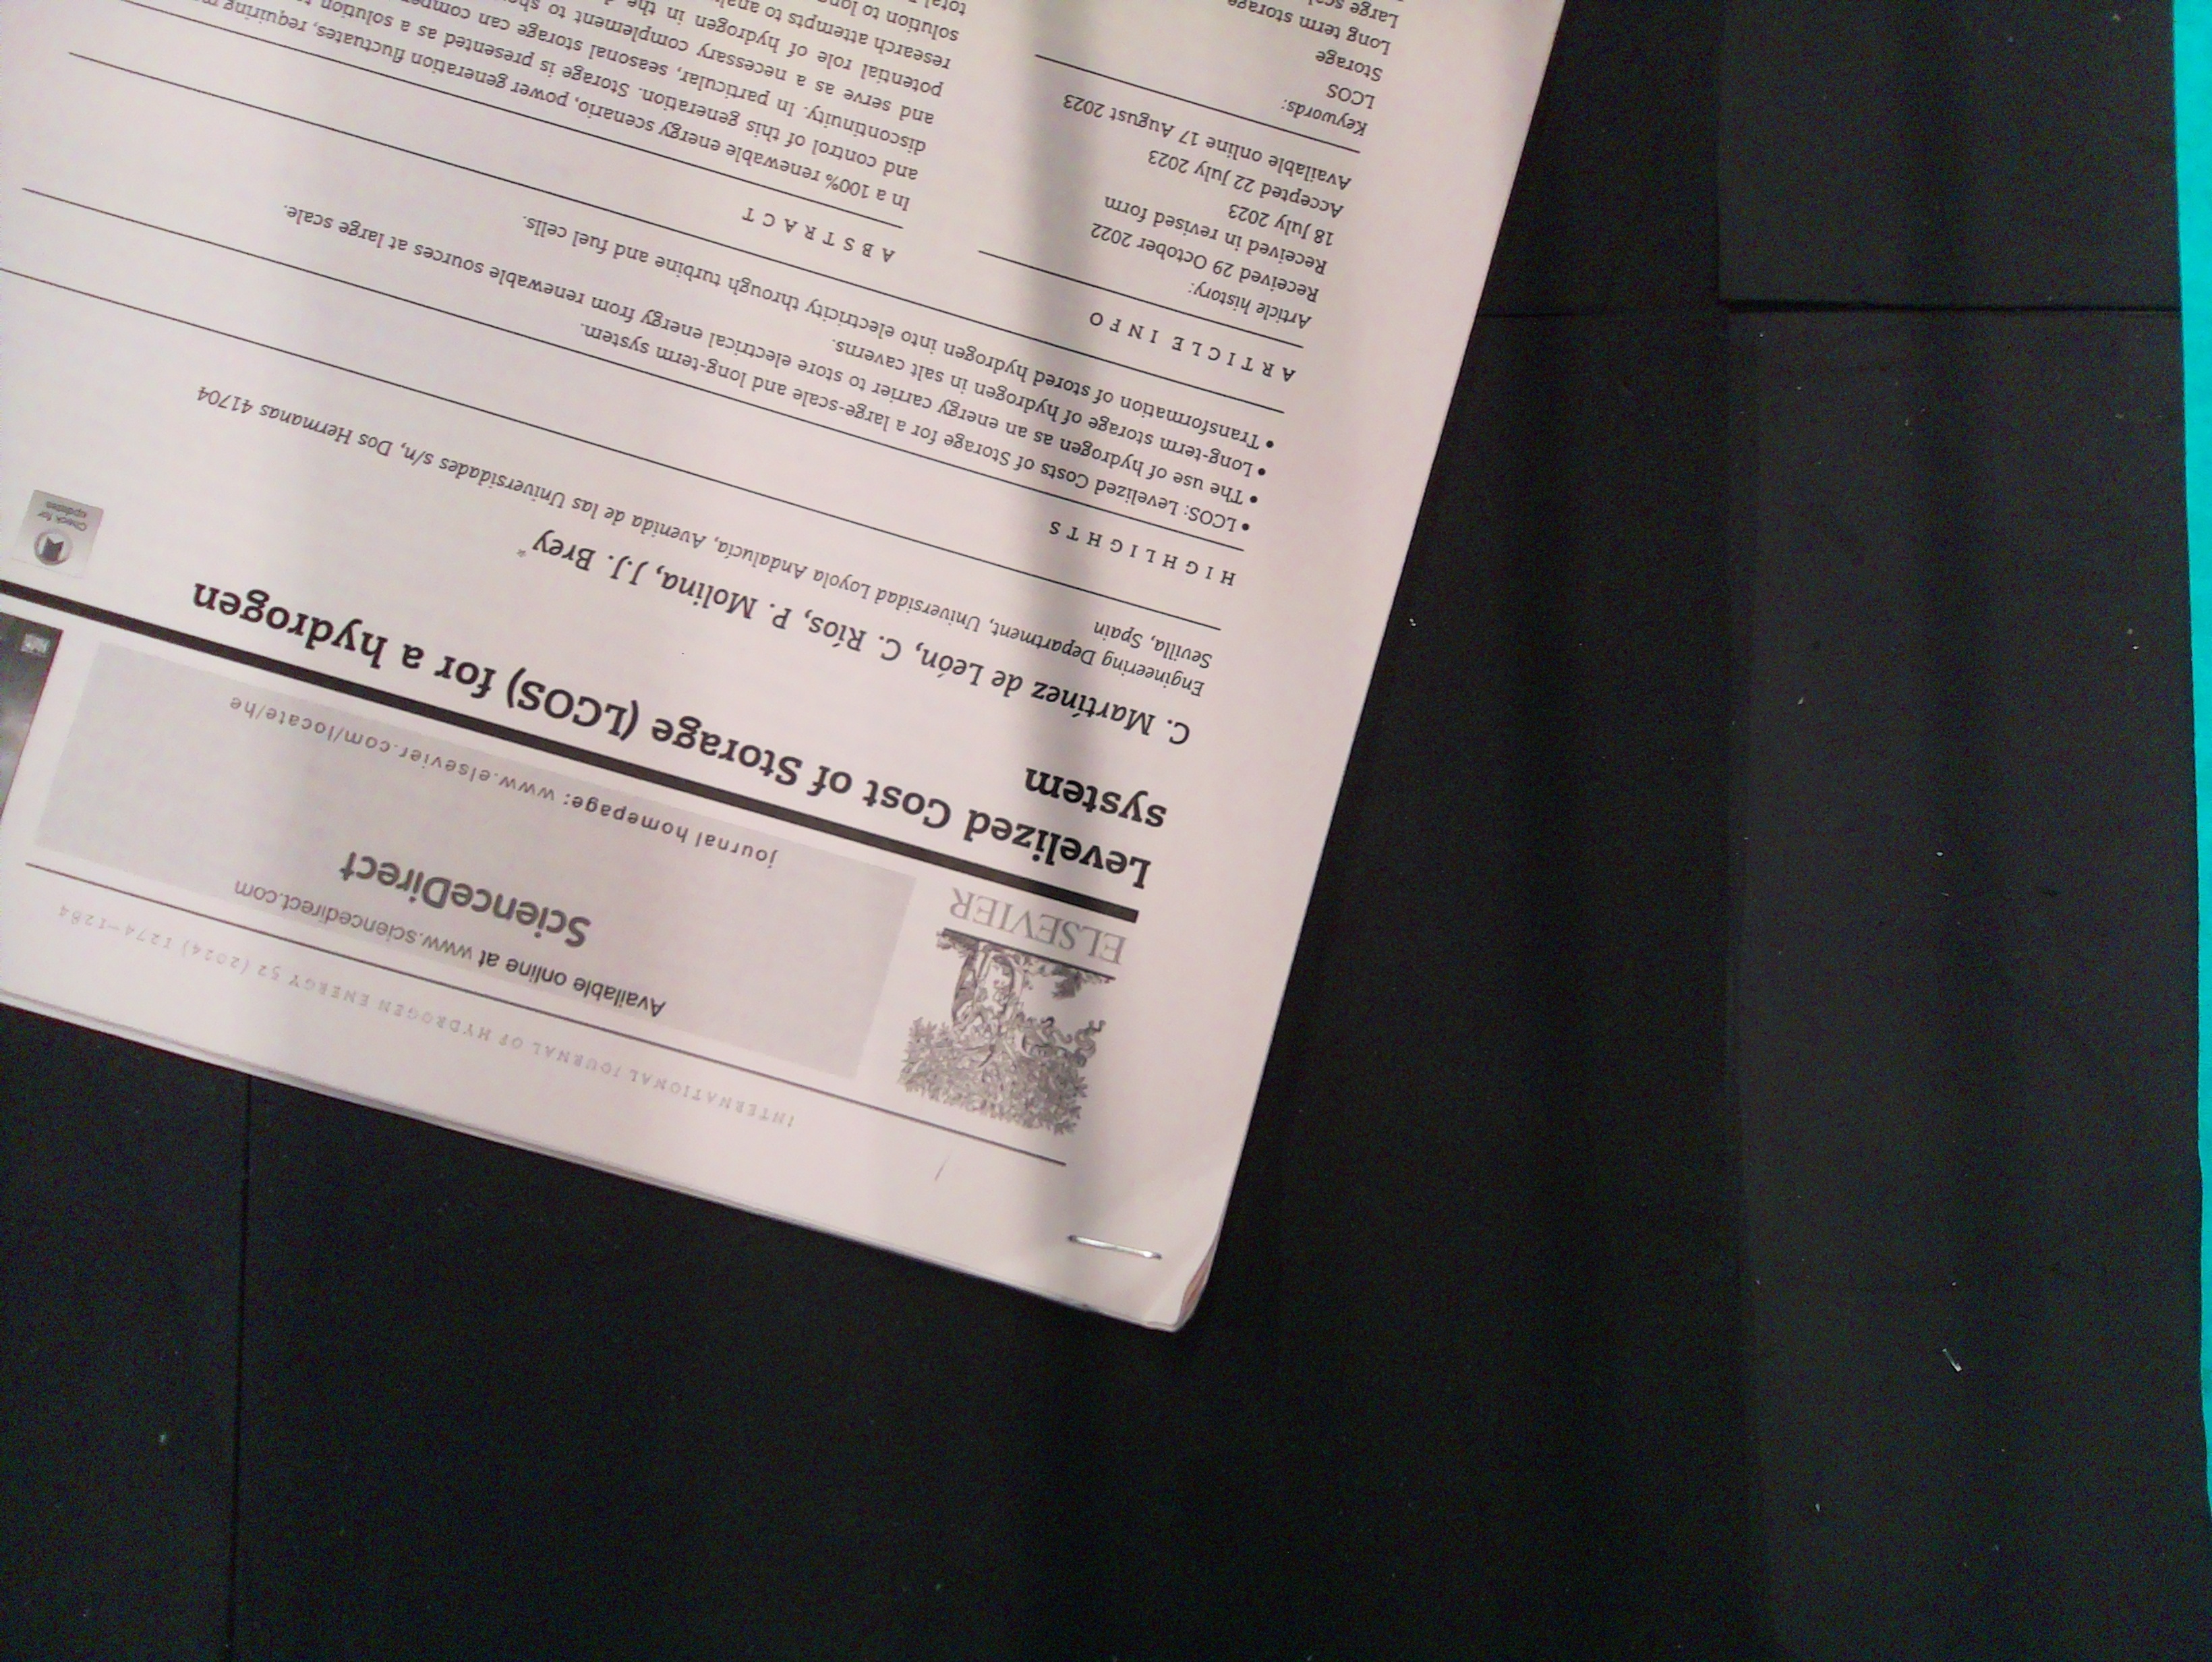 INTERNATIONAL JOURNAL OF HYDROGEN ENERGY 52 (2024) 1274–1284
Available online at www.sciencedirect.com
ScienceDirect
journal homepage: www.elsevier.com/locate/he
ELSEVIER
Levelized Cost of Storage (LCOS) for a hydrogen
system
Check for
updates
C. Martínez de León, C. Ríos, P. Molina, J.J. Brey *
Engineering Department, Universidad Loyola Andalucía, Avenida de las Universidades s/n, Dos Hermanas 41704
Sevilla, Spain
HIGHLIGHTS
• LCOS: Levelized Costs of Storage for a large-scale and long-term system.
• The use of hydrogen as an energy carrier to store electrical energy from renewable sources at large scale.
• Long-term storage of hydrogen in salt caverns.
• Transformation of stored hydrogen into electricity through turbine and fuel cells.
ARTICLE INFO
Article history:
Received 29 October 2022
Received in revised form
18 July 2023
Accepted 22 July 2023
Available online 17 August 2023
Keywords:
LCOS
Storage
Long term storage
Large
ABSTRACT
In a 100% renewable energy scenario, power generation fluctuates, requiring
and control of this generation. Storage is presented as a solution
discontinuity. In particular, seasonal storage can
and serve as a necessary complement to
potential role of hydrogen in the
research attempts to
solution to
total